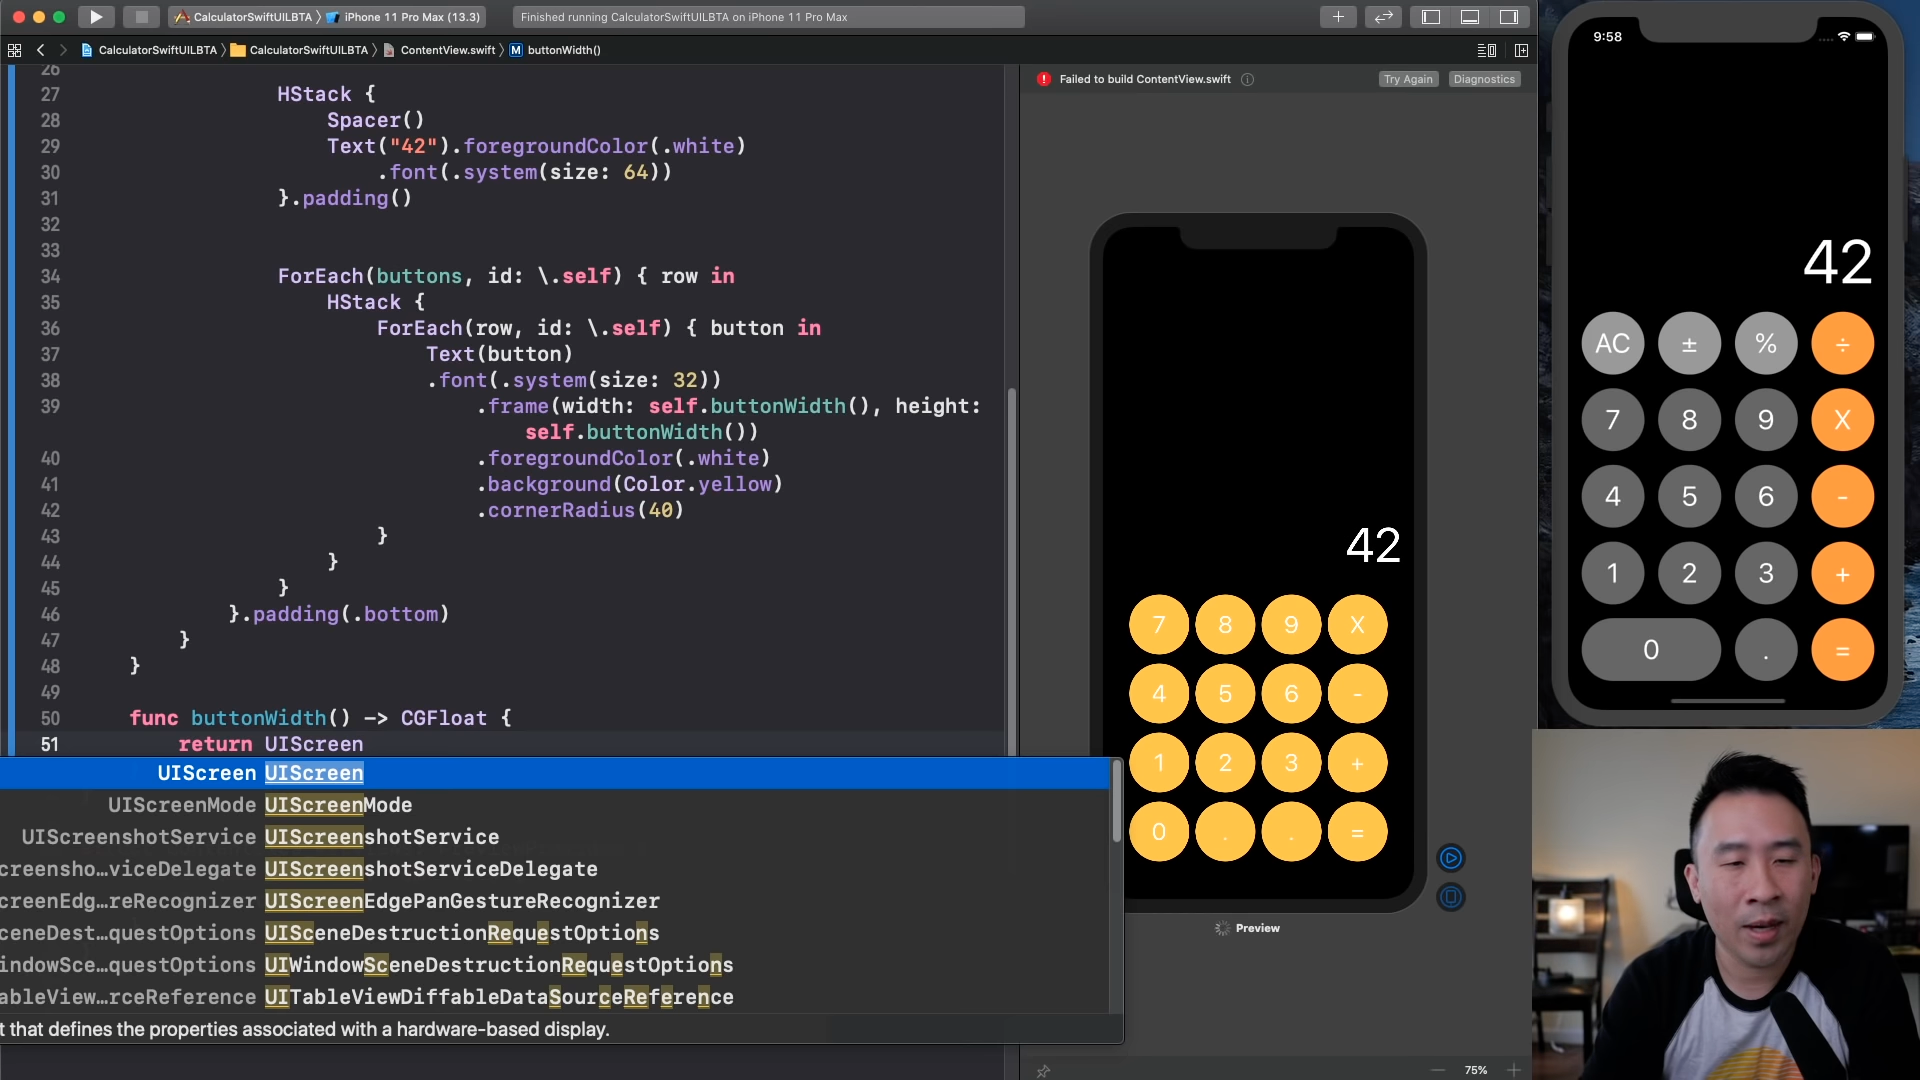 CalculatorSwiftUILBTA
iPhone 11 Pro Max (13.3)
Finished running CalculatorSwiftUILBTA on iPhone 11 Pro Max
CalculatorSwiftUILBTA
CalculatorSwiftUILBTA
ContentView.swift
M buttonWidth()
26
27 HStack {
28 Spacer()
29 Text("42").foregroundColor(.white)
30 .font(.system(size: 64))
31 }.padding()
32
33
34 ForEach(buttons, id: \.self) { row in
35 HStack {
36 ForEach(row, id: \.self) { button in
37 Text(button)
38 .font(.system(size: 32))
39 .frame(width: self.buttonWidth(), height:
self.buttonWidth())
40 .foregroundColor(.white)
41 .background(Color.yellow)
42 .cornerRadius(40)
43 }
44 }
45 }
46 }.padding(.bottom)
47 }
48 }
49
50 func buttonWidth() -> CGFloat {
51 return UIScreen
UIScreen UIScreen
UIScreenMode UIScreenMode
UIScreenshotService UIScreenshotService
creensho…viceDelegate UIScreenshotServiceDelegate
creenEdg…reRecognizer UIScreenEdgePanGestureRecognizer
ceneDest…questOptions UISceneDestructionRequestOptions
indowSce…questOptions UIWindowSceneDestructionRequestOptions
ableView…rceReference UITableViewDiffableDataSourceReference
t that defines the properties associated with a hardware-based display.
Failed to build ContentView.swift
Try Again
Diagnostics
42
7 8 9 X
4 5 6 -
1 2 3 +
0 . . =
Preview
75%
9:58
42
AC ± % ÷
7 8 9 X
4 5 6 -
1 2 3 +
0 . =